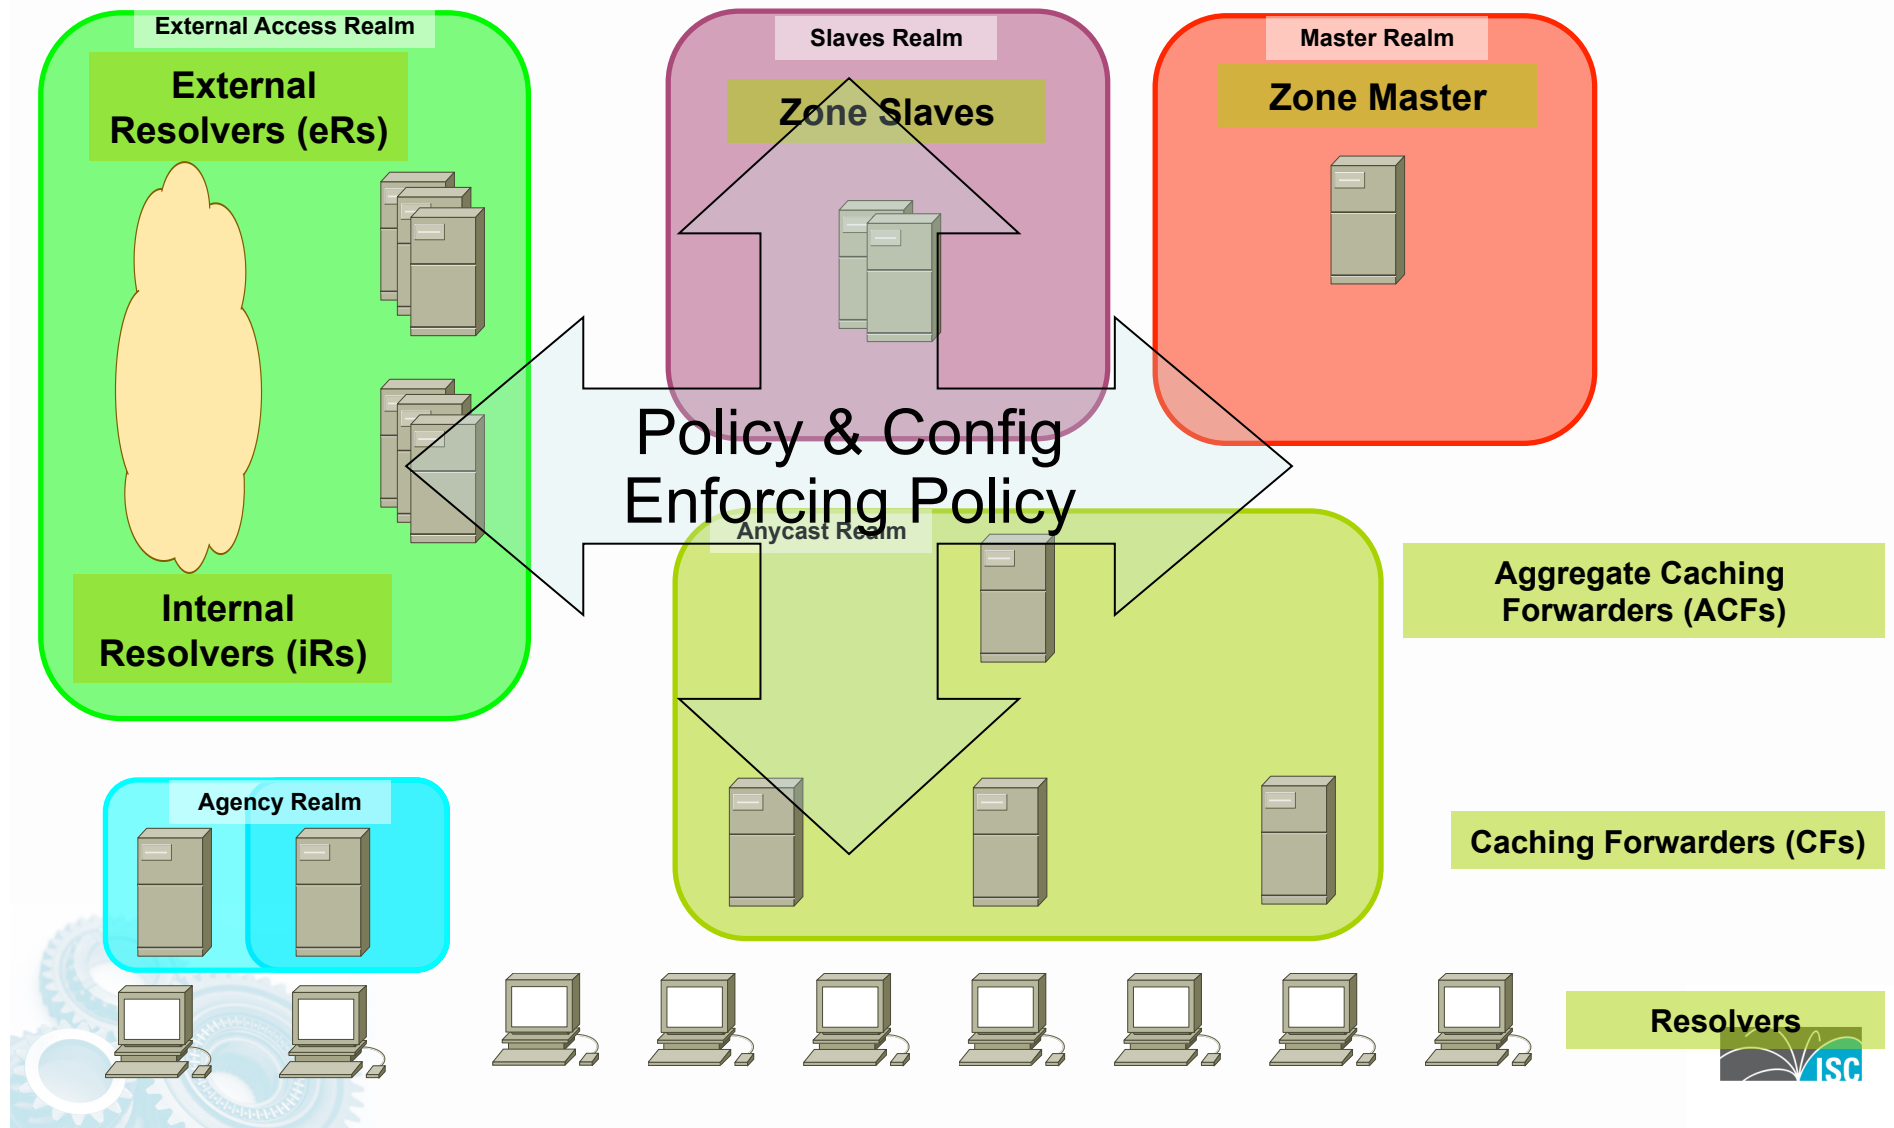 External Access Realm
External
Resolvers (eRs)
Internal
Resolvers (iRs)
Slaves Realm
Zone Slaves
Master Realm
Zone Master
Policy & Config
Enforcing Policy
Anycast Realm
Aggregate Caching
Forwarders (ACFs)
Agency Realm
Caching Forwarders (CFs)
Resolvers
ISC